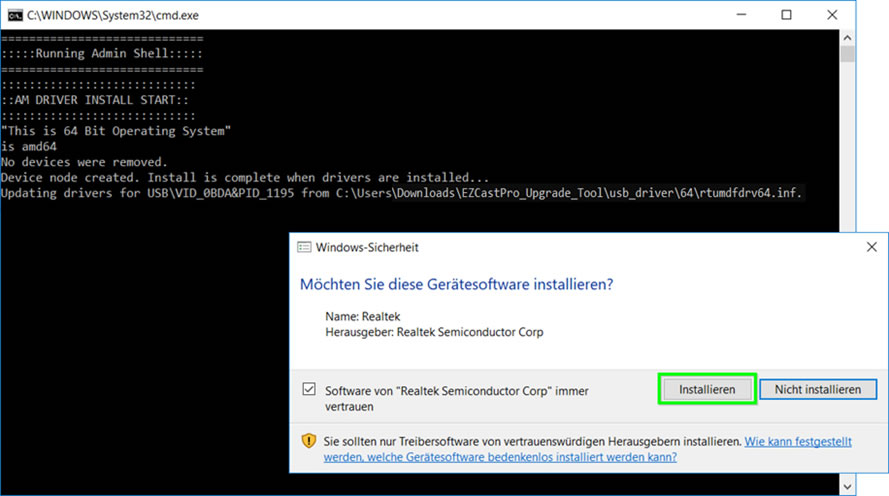 C:\WINDOWS\System32\cmd.exe
=============================
:::::Running Admin Shell:::::
=============================
::::::::::::::::::::::::::::
::AM DRIVER INSTALL START::
::::::::::::::::::::::::::::
"This is 64 Bit Operating System"
is amd64
No devices were removed.
Device node created. Install is complete when drivers are installed...
Updating drivers for USB\VID_0BDA&PID_1195 from C:\Users\Downloads\EZCastPro_Upgrade_Tool\usb_driver\64\rtumdfdrv64.inf.
Windows-Sicherheit
Möchten Sie diese Gerätesoftware installieren?
Name: Realtek
Herausgeber: Realtek Semiconductor Corp
Software von "Realtek Semiconductor Corp" immer
vertrauen
Installieren
Nicht installieren
Sie sollten nur Treibersoftware von vertrauenswürdigen Herausgebern installieren. Wie kann festgestellt
werden, welche Gerätesoftware bedenkenlos installiert werden kann?